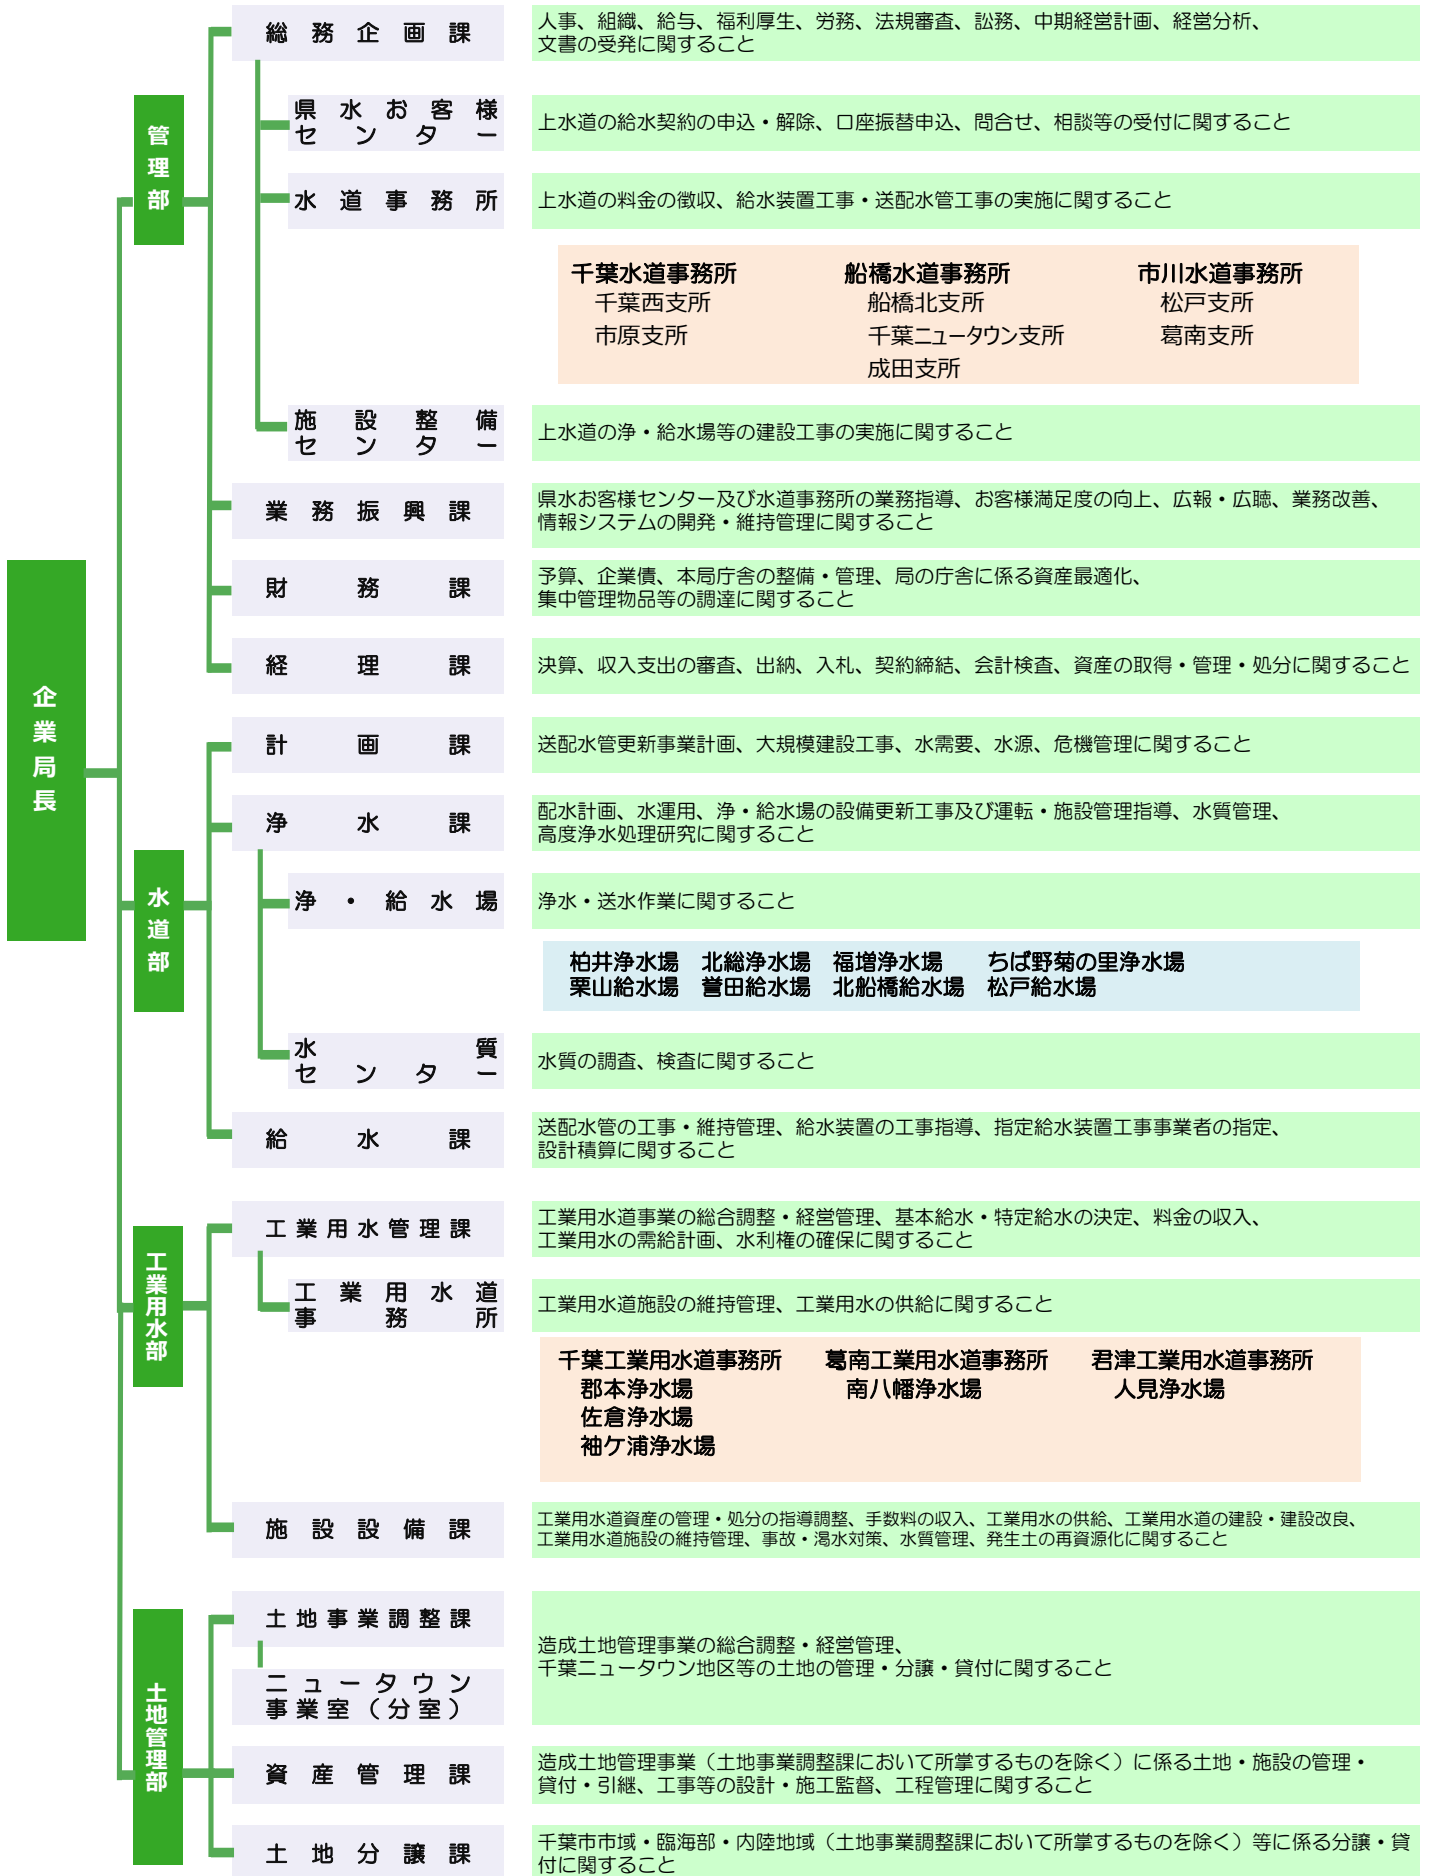 企業局長
管理部
総務企画課
人事、組織、給与、福利厚生、労務、法規審査、訟務、中期経営計画、経営分析、
文書の受発に関すること
県水お客様
センター
上水道の給水契約の申込・解除、口座振替申込、問合せ、相談等の受付に関すること
水道事務所
上水道の料金の徴収、給水装置工事・送配水管工事の実施に関すること
千葉水道事務所 船橋水道事務所 市川水道事務所
千葉西支所 船橋北支所 松戸支所
市原支所 千葉ニュータウン支所 葛南支所
成田支所
施設整備
センター
上水道の浄・給水場等の建設工事の実施に関すること
業務振興課
県水お客様センター及び水道事務所の業務指導、お客様満足度の向上、広報・広聴、業務改善、
情報システムの開発・維持管理に関すること
財務課
予算、企業債、本局庁舎の整備・管理、局の庁舎に係る資産最適化、
集中管理物品等の調達に関すること
経理課
決算、収入支出の審査、出納、入札、契約締結、会計検査、資産の取得・管理・処分に関すること
水道部
計画課
送配水管更新事業計画、大規模建設工事、水需要、水源、危機管理に関すること
浄水課
配水計画、水運用、浄・給水場の設備更新工事及び運転・施設管理指導、水質管理、
高度浄水処理研究に関すること
浄・給水場
浄水・送水作業に関すること
柏井浄水場 北総浄水場 福増浄水場 ちば野菊の里浄水場
栗山給水場 誉田給水場 北船橋給水場 松戸給水場
水質
センター
水質の調査、検査に関すること
給水課
送配水管の工事・維持管理、給水装置の工事指導、指定給水装置工事事業者の指定、
設計積算に関すること
工業用水部
工業用水管理課
工業用水道事業の総合調整・経営管理、基本給水・特定給水の決定、料金の収入、
工業用水の需給計画、水利権の確保に関すること
工業用水道
事務所
工業用水道施設の維持管理、工業用水の供給に関すること
千葉工業用水道事務所 葛南工業用水道事務所 君津工業用水道事務所
郡本浄水場 南八幡浄水場 人見浄水場
佐倉浄水場
袖ケ浦浄水場
施設設備課
工業用水道資産の管理・処分の指導調整、手数料の収入、工業用水の供給、工業用水道の建設・建設改良、
工業用水道施設の維持管理、事故・渇水対策、水質管理、発生土の再資源化に関すること
土地管理部
土地事業調整課
ニュータウン
事業室（分室）
造成土地管理事業の総合調整・経営管理、
千葉ニュータウン地区等の土地の管理・分譲・貸付に関すること
資産管理課
造成土地管理事業（土地事業調整課において所掌するものを除く）に係る土地・施設の管理・
貸付・引継、工事等の設計・施工監督、工程管理に関すること
土地分譲課
千葉市市域・臨海部・内陸地域（土地事業調整課において所掌するものを除く）等に係る分譲・貸
付に関すること